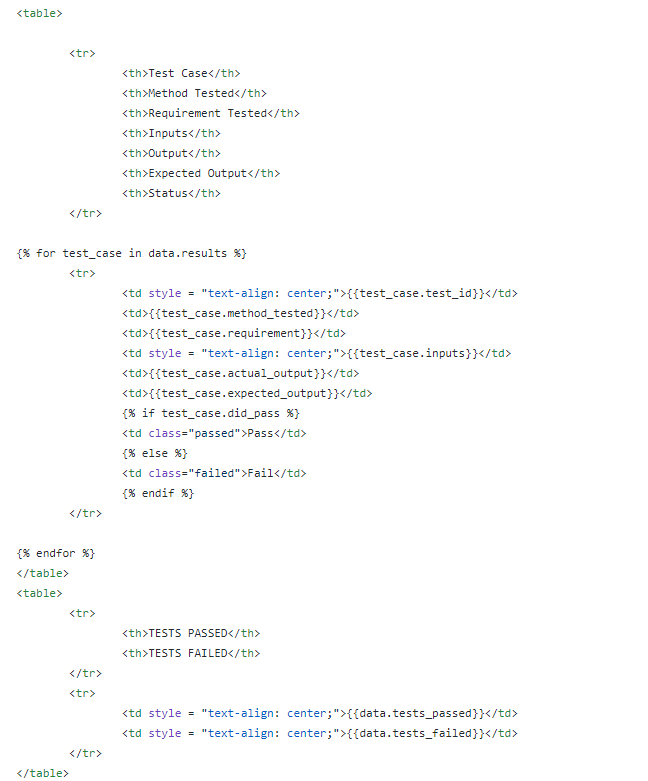 <table>
<tr>
<th>Test Case</th>
<th>Method Tested</th>
<th>Requirement Tested</th>
<th>Inputs</th>
<th>Output</th>
<th>Expected Output</th>
<th>Status</th>
</tr>
{% for test_case in data.results %}
<tr>
<td style = "text-align: center;">{{test_case.test_id}}</td>
<td>{{test_case.method_tested}}</td>
<td>{{test_case.requirement}}</td>
<td style = "text-align: center;">{{test_case.inputs}}</td>
<td>{{test_case.actual_output}}</td>
<td>{{test_case.expected_output}}</td>
{% if test_case.did_pass %}
<td class="passed">Pass</td>
{% else %}
<td class="failed">Fail</td>
{% endif %}
</tr>
{% endfor %}
</table>
<table>
<tr>
<th>TESTS PASSED</th>
<th>TESTS FAILED</th>
</tr>
<tr>
<td style = "text-align: center;">{{data.tests_passed}}</td>
<td style = "text-align: center;">{{data.tests_failed}}</td>
</tr>
</table>